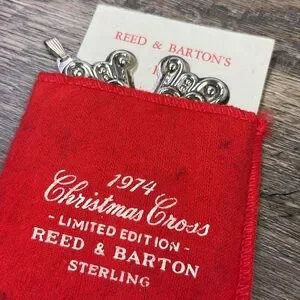 REED & BARTON'S
1974
Christmas Cross
- LIMITED EDITION -
REED & BARTON
STERLING